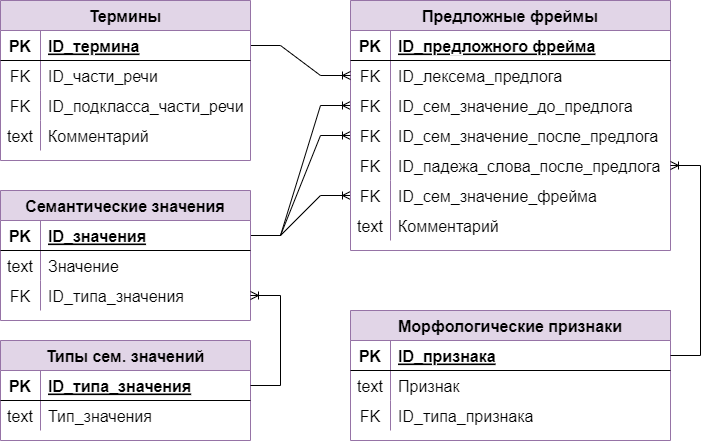 Термины
PK ID_термина
FK ID_части_речи
FK ID_подкласса_части_речи
text Комментарий
Предложные фреймы
PK ID_предложного фрейма
FK ID_лексема_предлога
FK ID_сем_значение_до_предлога
FK ID_сем_значение_после_предлога
FK ID_падежа_слова_после_предлога
FK ID_сем_значение_фрейма
text Комментарий
Семантические значения
PK ID_значения
text Значение
FK ID_типа_значения
Типы сем. значений
PK ID_типа_значения
text Тип_значения
Морфологические признаки
PK ID_признака
text Признак
FK ID_типа_признака